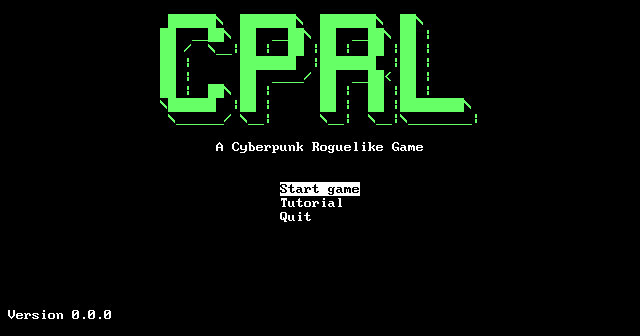 CPRL
A Cyberpunk Roguelike Game
Start game
Tutorial
Quit
Version 0.0.0